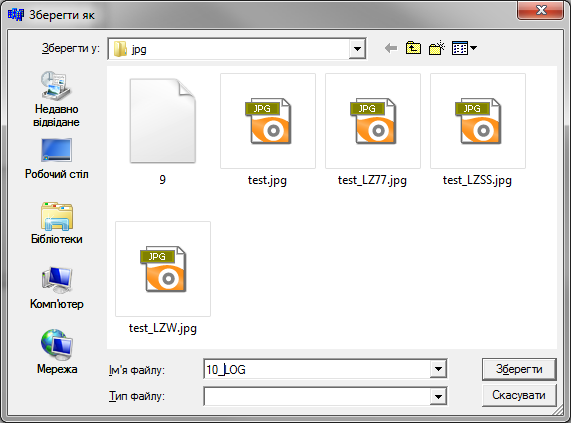 Зберегти як
Зберегти у:
jpg
Недавно
відвідане
Робочий стіл
Бібліотеки
Комп'ютер
Мережа
9
JPG
test.jpg
JPG
test_LZ77.jpg
JPG
test_LZSS.jpg
JPG
test_LZW.jpg
Ім'я файлу:
10_LOG
Зберегти
Тип файлу:
Скасувати